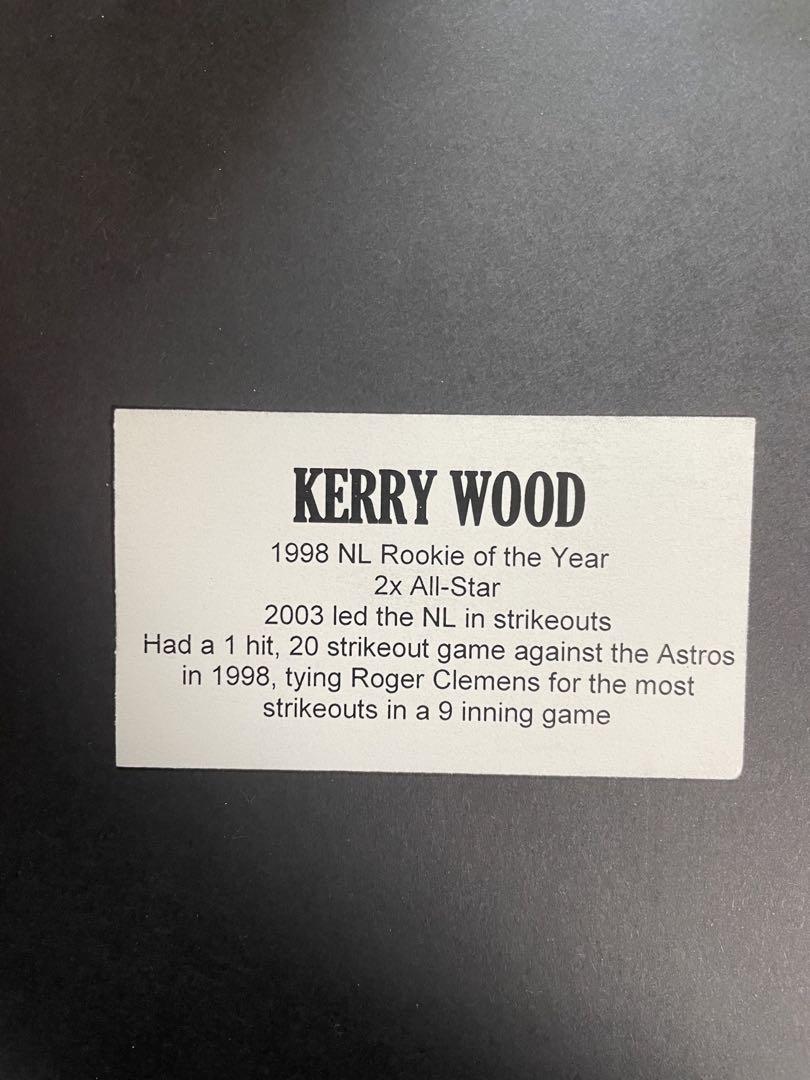 KERRY WOOD
1998 NL Rookie of the Year
2x All-Star
2003 led the NL in strikeouts
Had a 1 hit, 20 strikeout game against the Astros
in 1998, tying Roger Clemens for the most
strikeouts in a 9 inning game